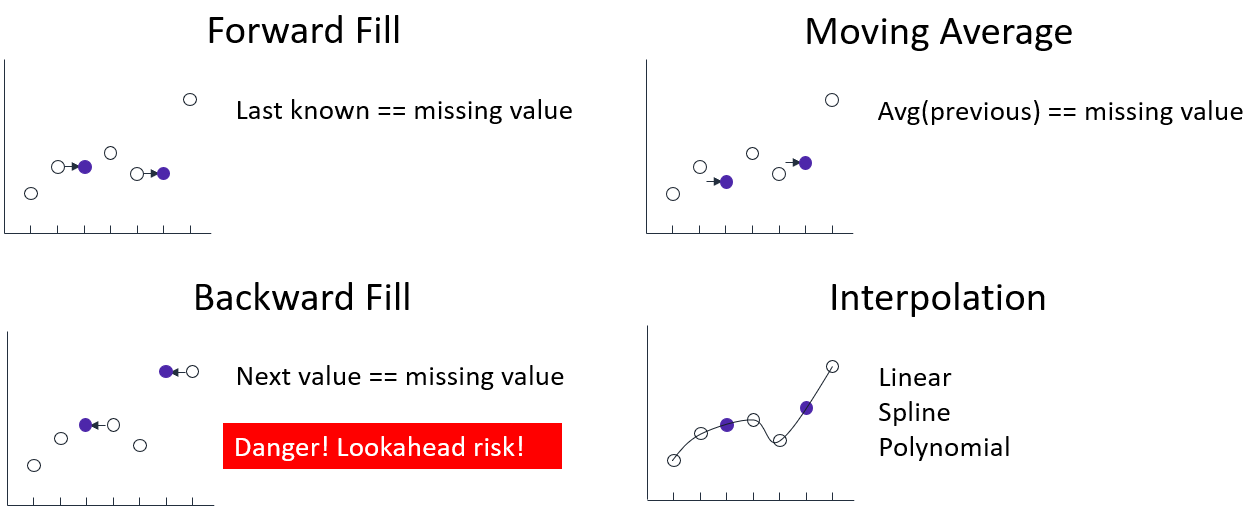 Forward Fill
Last known == missing value
Moving Average
Avg(previous) == missing value
Backward Fill
Next value == missing value
Danger! Lookahead risk!
Interpolation
Linear
Spline
Polynomial